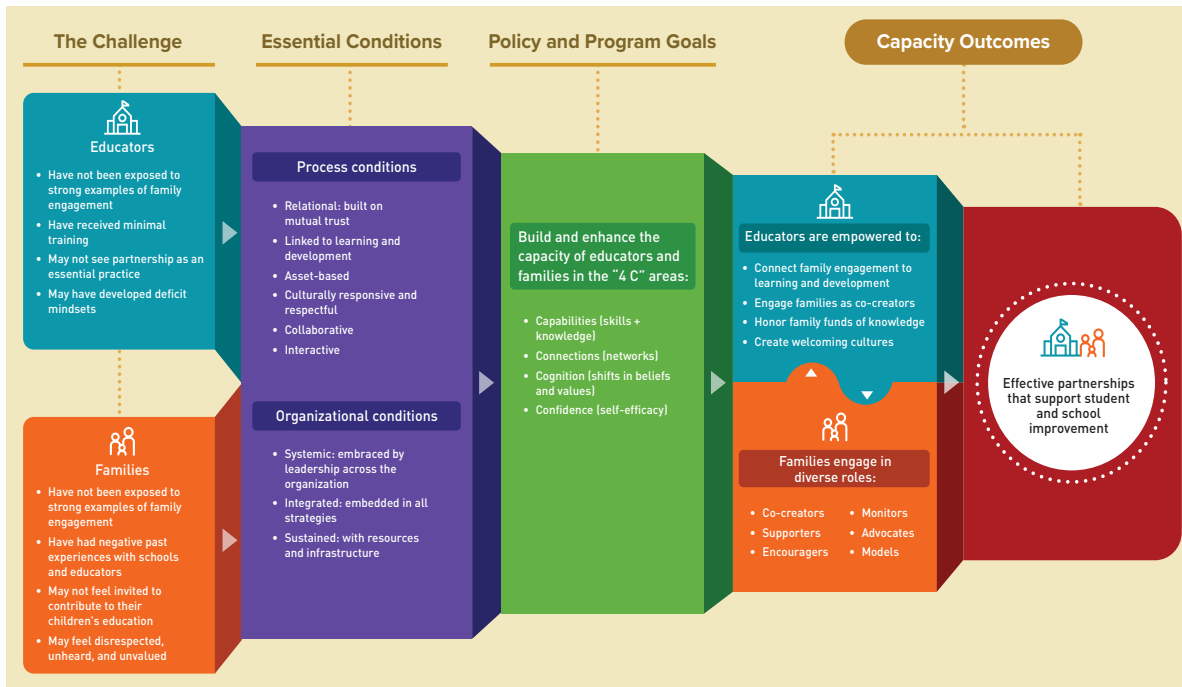 The Challenge
Essential Conditions
Policy and Program Goals
Capacity Outcomes
Educators
• Have not been exposed to
strong examples of family
engagement
• Have received minimal
training
• May not see partnership as an
essential practice
• May have developed deficit
mindsets
Families
• Have not been exposed to
strong examples of family
engagement
• Have had negative past
experiences with schools
and educators
• May not feel invited to
contribute to their
children's education
• May feel disrespected,
unheard, and unvalued
Process conditions
• Relational: built on
mutual trust
• Linked to learning and
development
• Asset-based
• Culturally responsive and
respectful
• Collaborative
• Interactive
Organizational conditions
• Systemic: embraced by
leadership across the
organization
• Integrated: embedded in all
strategies
• Sustained: with resources
and infrastructure
Build and enhance the
capacity of educators and
families in the “4 C” areas:
• Capabilities (skills +
knowledge)
• Connections (networks)
• Cognition (shifts in beliefs
and values)
• Confidence (self-efficacy)
Educators are empowered to:
• Connect family engagement to
learning and development
• Engage families as co-creators
• Honor family funds of knowledge
• Create welcoming cultures
Families engage in
diverse roles:
• Co-creators
• Supporters
• Encouragers
• Monitors
• Advocates
• Models
Effective partnerships
that support student
and school
improvement